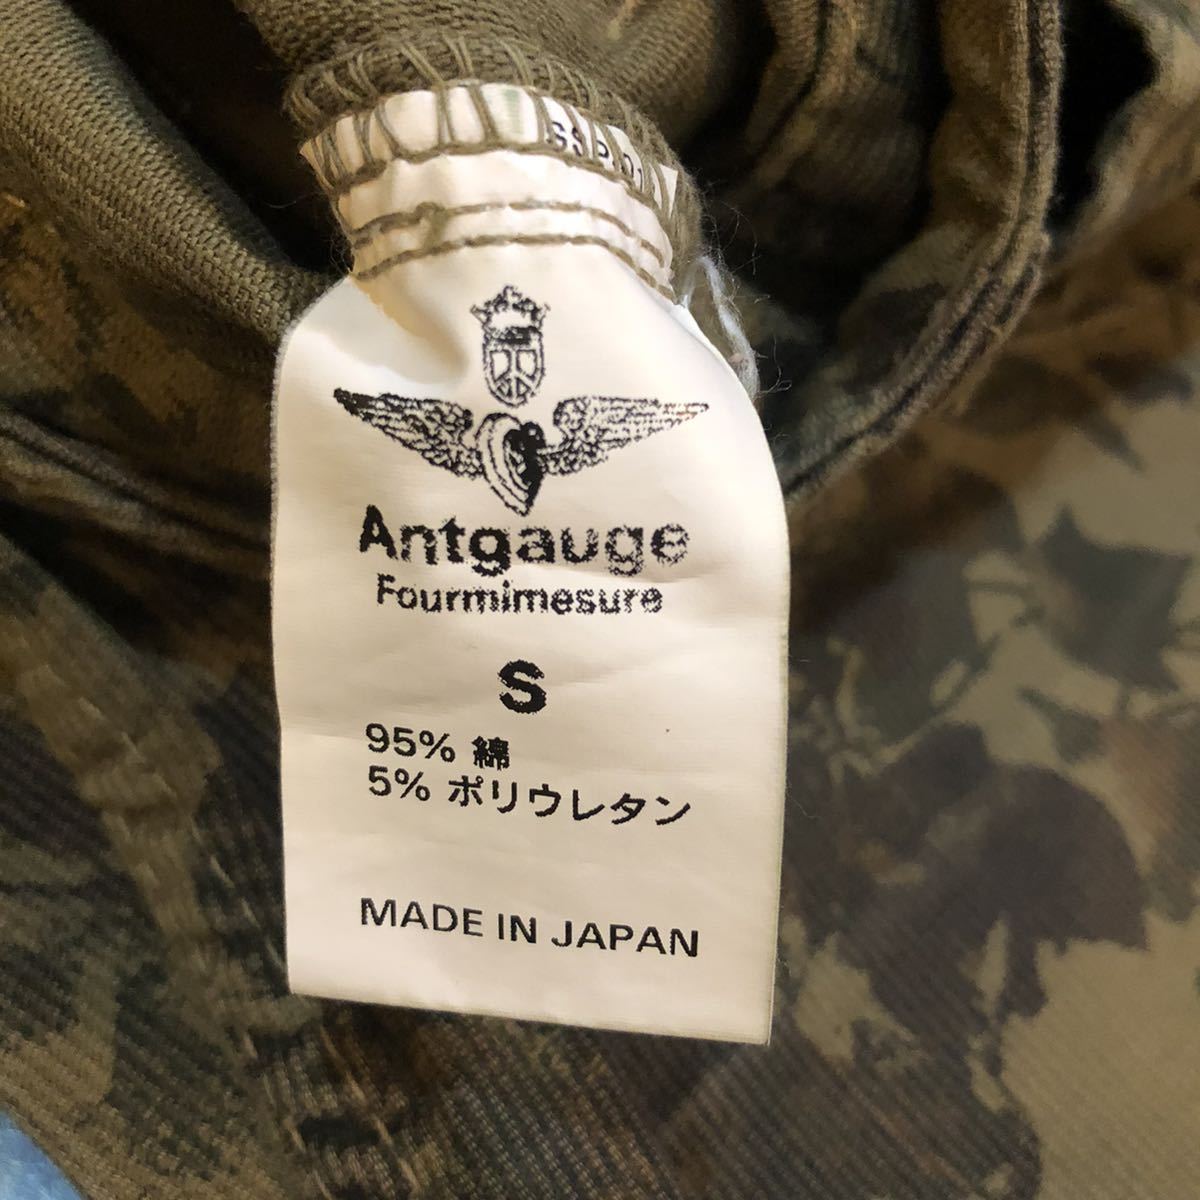 Antgauge
Fourmimesure
S
95% 綿
5% ポリウレタン
MADE IN JAPAN